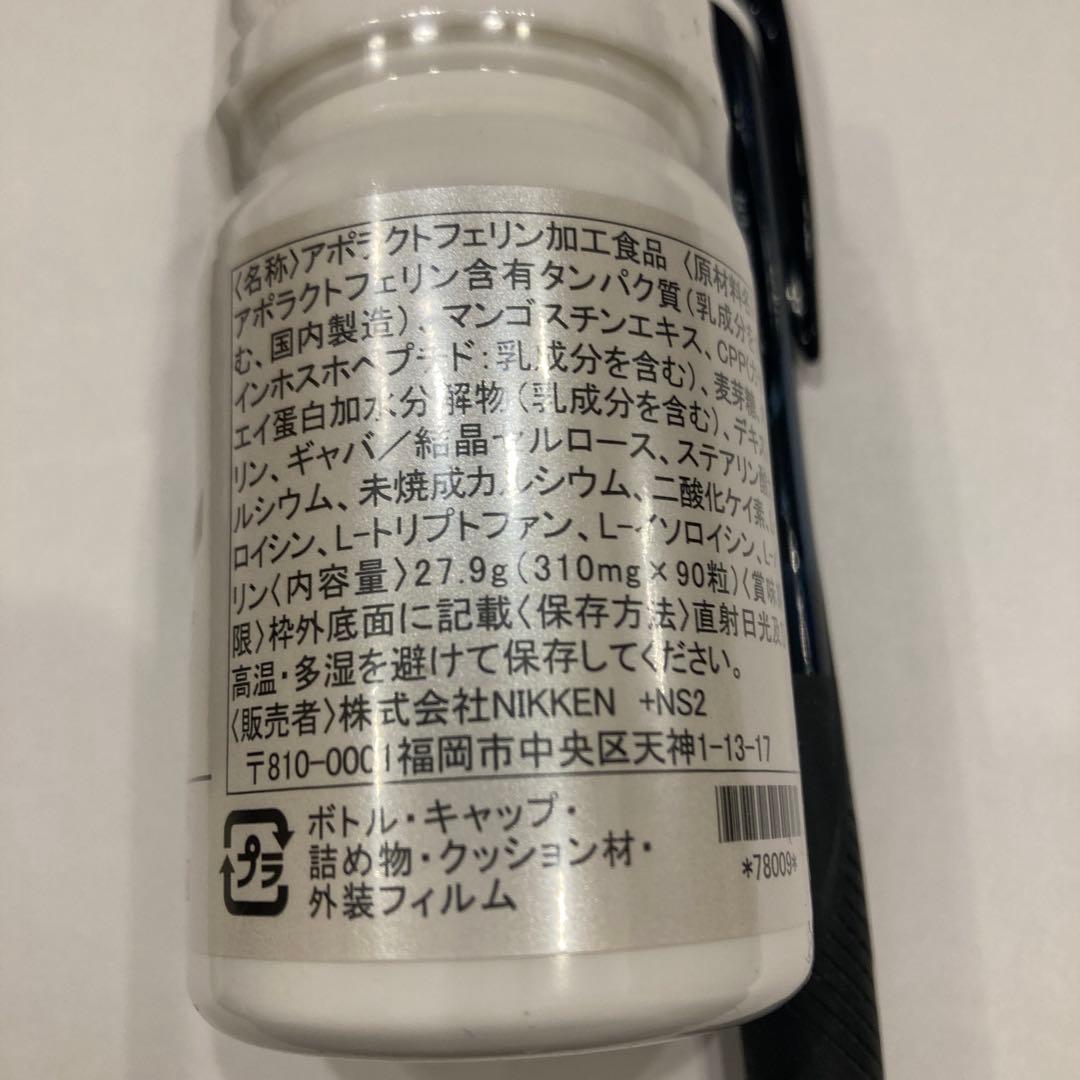 〈名称〉アポラクトフェリン加工食品 〈原材料名
アポラクトフェリン含有タンパク質(乳成分を
む、国内製造)、マンゴスチンエキス、CPP(カ
インホスホペプチド:乳成分を含む)、麦芽糖、
エイ蛋白加水分解物(乳成分を含む)、デキス
リン、ギャバ/結晶セルロース、ステアリン酸
ルシウム、未焼成カルシウム、二酸化ケイ素、
ロイシン、L-トリプトファン、L-イソロイシン、L-
リン〈内容量〉27.9g(310mg×90粒)〈賞味
限〉枠外底面に記載〈保存方法〉直射日光及
高温・多湿を避けて保存してください。
〈販売者〉株式会社NIKKEN +NS2
〒810-0001福岡市中央区天神1-13-17
プラ
ボトル・キャップ・
詰め物・クッション材・
外装フィルム
*78009*